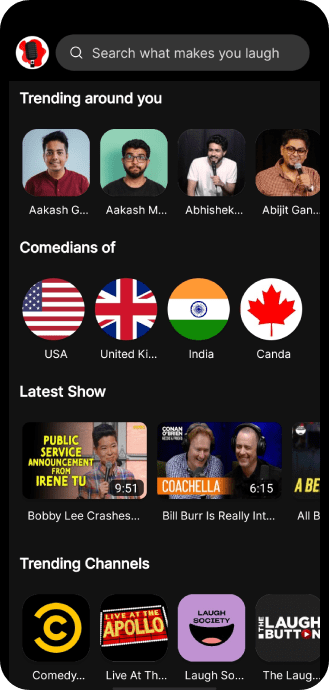 Search what makes you laugh
Trending around you
Aakash G...
Aakash M...
Abhishek...
Abijit Gan...
Comedians of
USA
United Ki...
India
Canda
Latest Show
PUBLIC
SERVICE
ANNOUNCEMENT
FROM
IRENE TU
9:51
CONAN
O'BRIEN
COACHELLA
6:15
A BE
Bobby Lee Crashes...
Bill Burr Is Really Int...
All B
Trending Channels
LIVE AT THE
APOLLO
LAUGH
SOCIETY
THE LAUGH
BUTTON
Comedy...
Live At Th...
Laugh So...
The Laug...